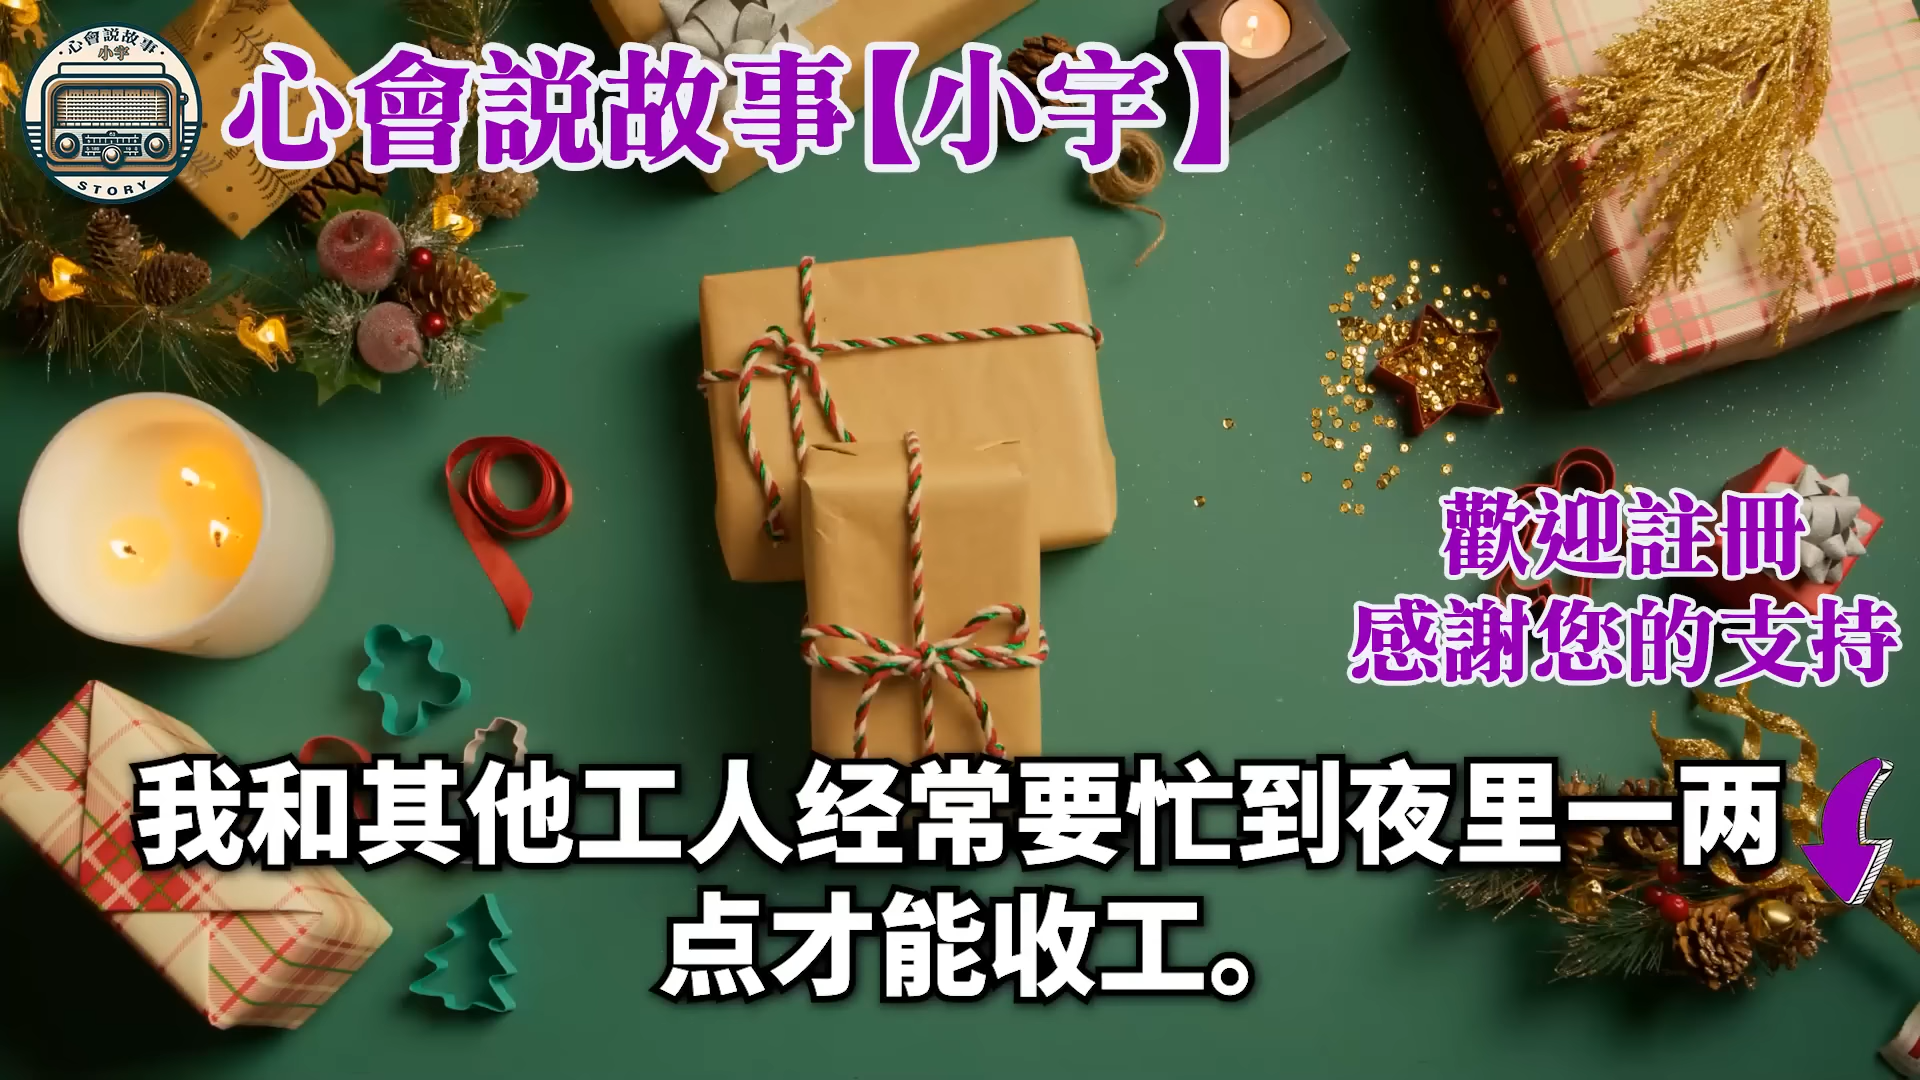 ·心會説故事·
小宇
STORY
心會説故事【小宇】
歡迎註冊
感謝您的支持
我和其他工人经常要忙到夜里一两
点才能收工。